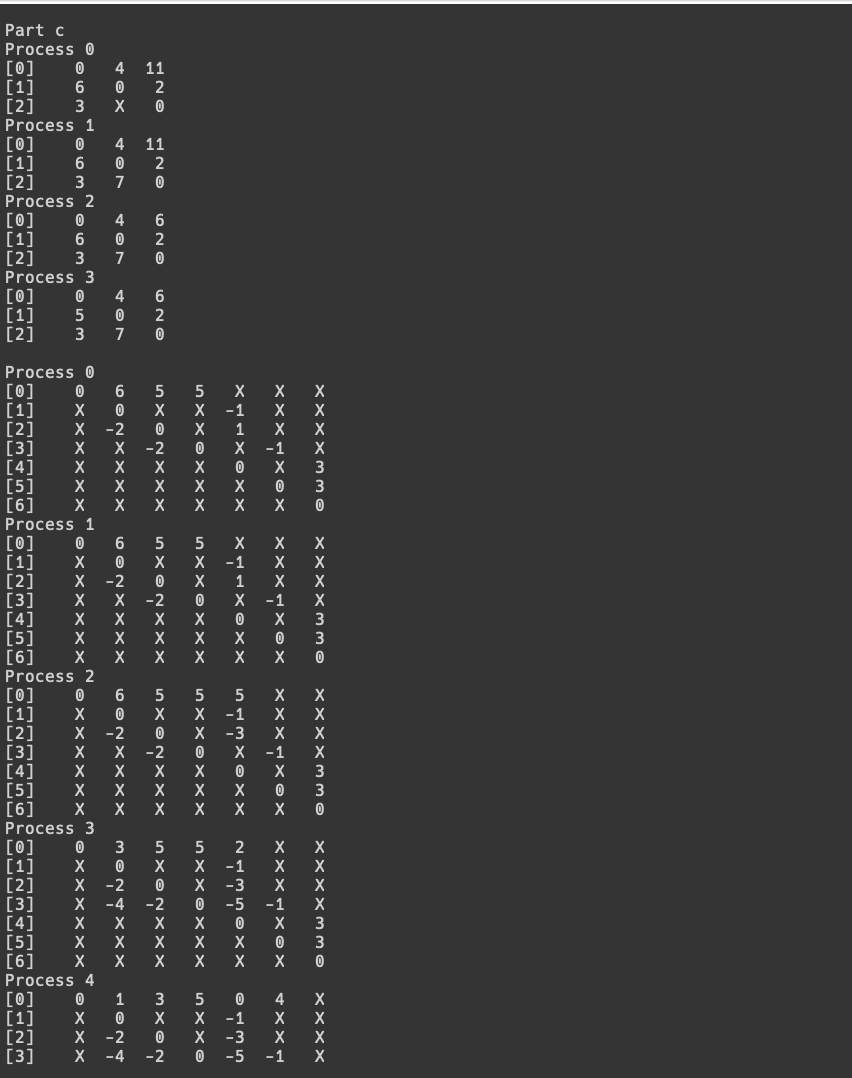 Part c
Process 0
[0]    0   4  11
[1]    6   0   2
[2]    3   X   0
Process 1
[0]    0   4  11
[1]    6   0   2
[2]    3   7   0
Process 2
[0]    0   4   6
[1]    6   0   2
[2]    3   7   0
Process 3
[0]    0   4   6
[1]    5   0   2
[2]    3   7   0
Process 0
[0]    0   6   5   5   X   X   X
[1]    X   0   X   X  -1   X   X
[2]    X  -2   0   X   1   X   X
[3]    X   X  -2   0   X  -1   X
[4]    X   X   X   X   0   X   3
[5]    X   X   X   X   X   0   3
[6]    X   X   X   X   X   X   0
Process 1
[0]    0   6   5   5   X   X   X
[1]    X   0   X   X  -1   X   X
[2]    X  -2   0   X   1   X   X
[3]    X   X  -2   0   X  -1   X
[4]    X   X   X   X   0   X   3
[5]    X   X   X   X   X   0   3
[6]    X   X   X   X   X   X   0
Process 2
[0]    0   6   5   5   5   X   X
[1]    X   0   X   X  -1   X   X
[2]    X  -2   0   X  -3   X   X
[3]    X   X  -2   0   X  -1   X
[4]    X   X   X   X   0   X   3
[5]    X   X   X   X   X   0   3
[6]    X   X   X   X   X   X   0
Process 3
[0]    0   3   5   5   2   X   X
[1]    X   0   X   X  -1   X   X
[2]    X  -2   0   X  -3   X   X
[3]    X  -4  -2   0  -5  -1   X
[4]    X   X   X   X   0   X   3
[5]    X   X   X   X   X   0   3
[6]    X   X   X   X   X   X   0
Process 4
[0]    0   1   3   5   0   4   X
[1]    X   0   X   X  -1   X   X
[2]    X  -2   0   X  -3   X   X
[3]    X  -4  -2   0  -5  -1   X